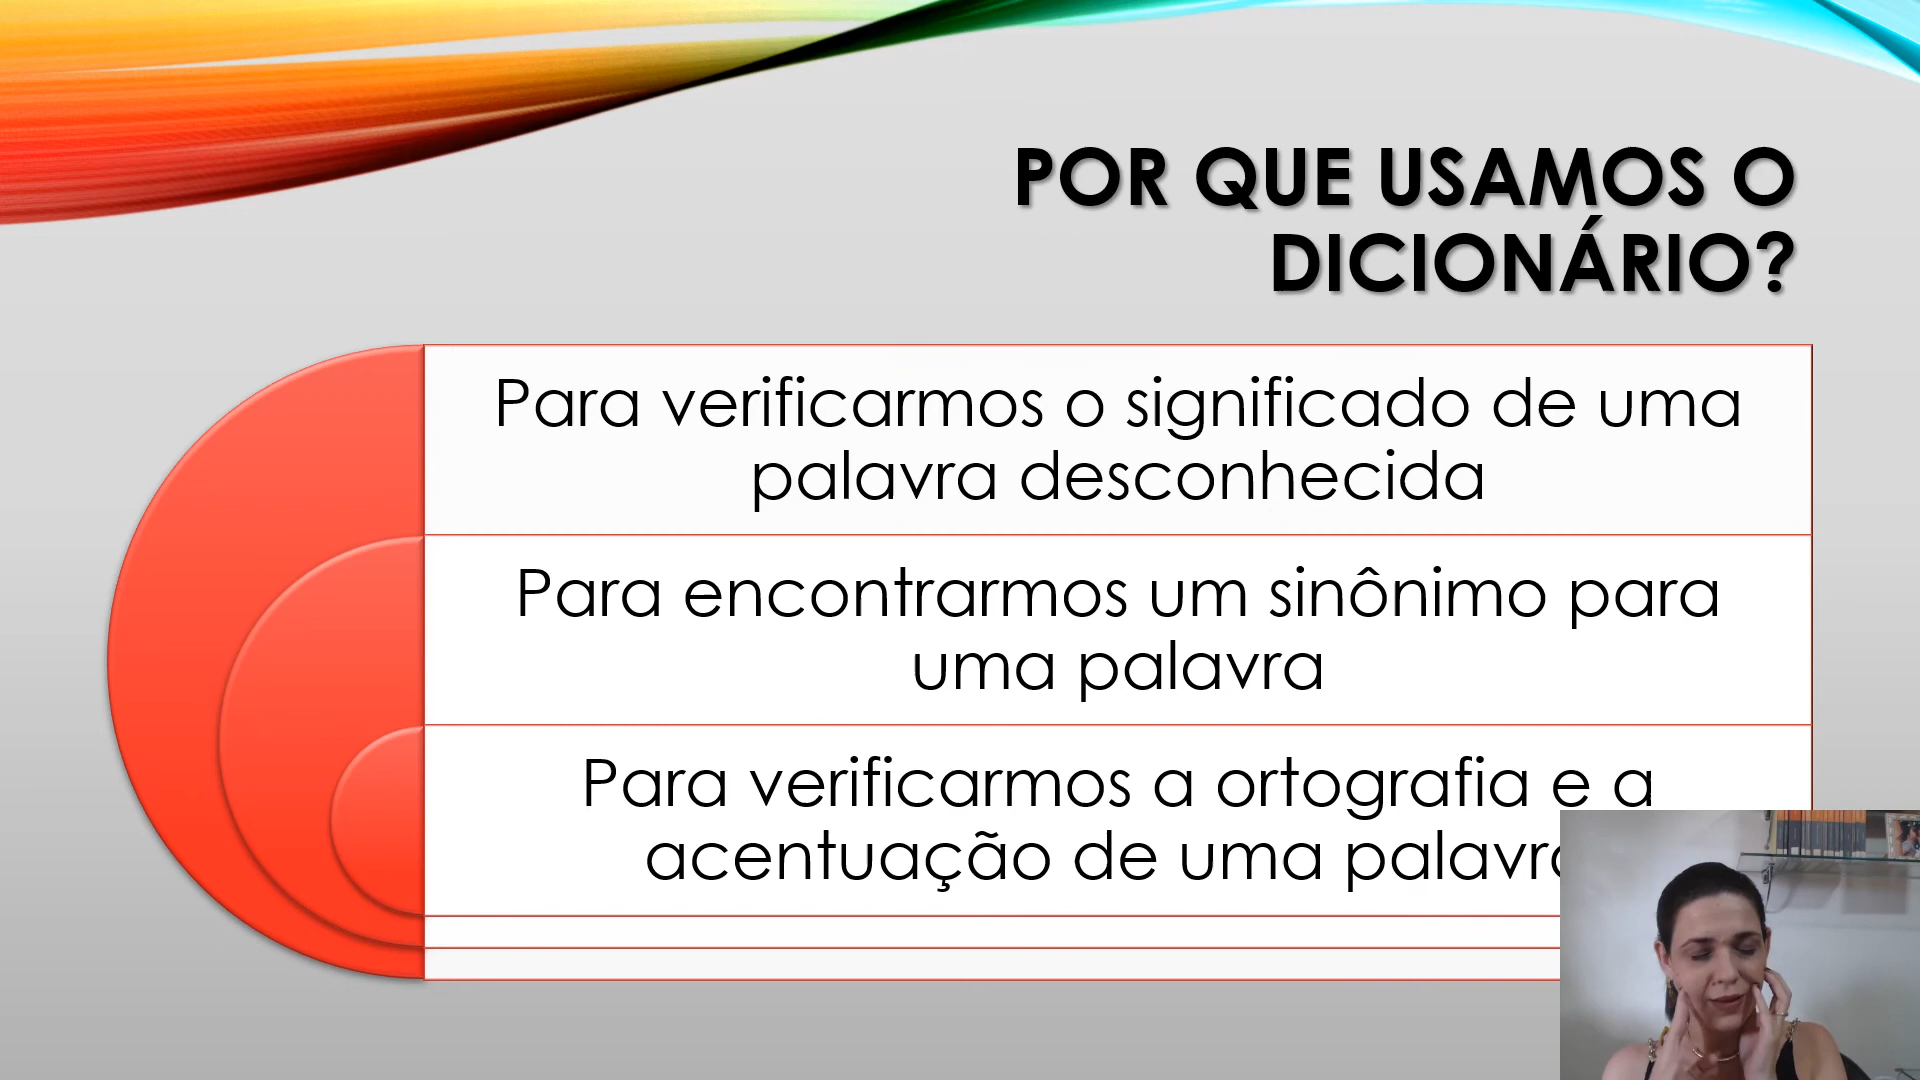 POR QUE USAMOS O
DICIONÁRIO?
Para verificarmos o significado de uma
palavra desconhecida
Para encontrarmos um sinônimo para
uma palavra
Para verificarmos a ortografia e a
acentuação de uma palavra